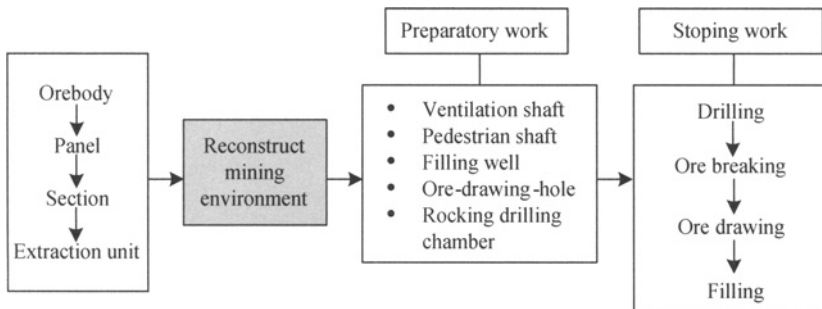 Preparatory work
Stoping work
Orebody
Panel
Section
Extraction unit
Reconstruct
mining
environment
• Ventilation shaft
• Pedestrian shaft
• Filling well
• Ore-drawing-hole
• Rocking drilling
chamber
Drilling
Ore breaking
Ore drawing
Filling